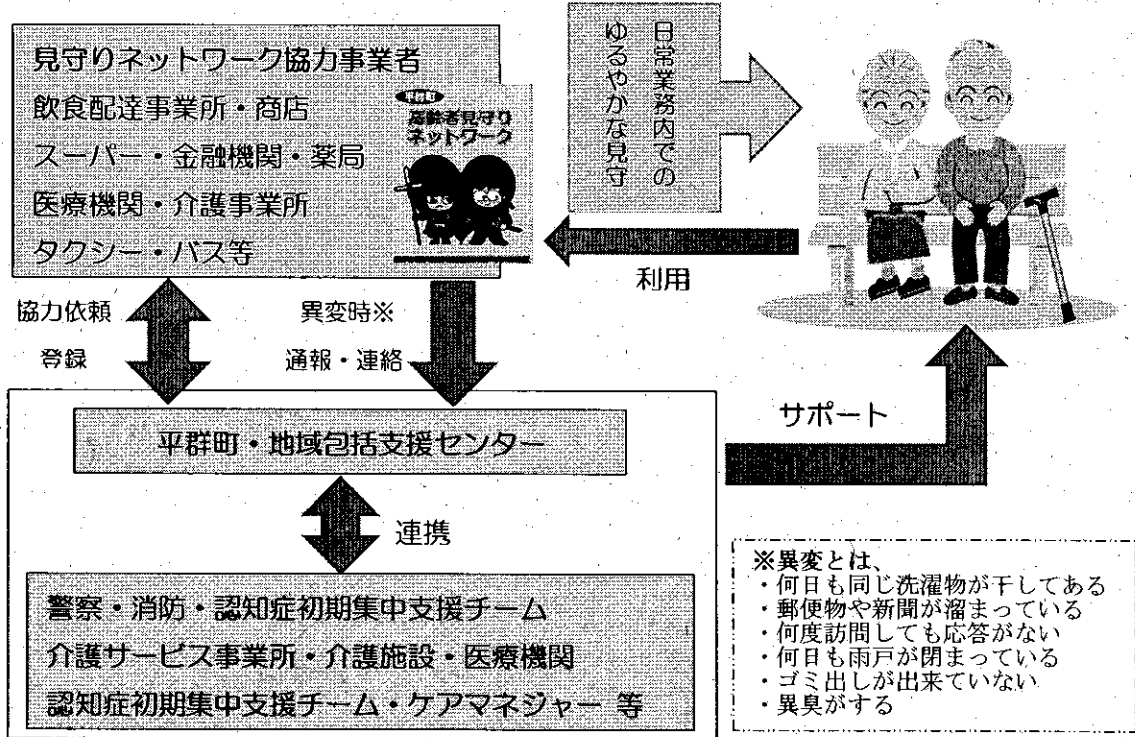 見守りネットワーク協力事業者
飲食配達事業所・商店
スーパー・金融機関・薬局
医療機関・介護事業所
タクシー・バス等
平群町
高齢者見守り
ネットワーク
日常業務内での
ゆるやかな見守
利用
協力依頼
登録
異変時※
通報・連絡
平群町・地域包括支援センター
サポート
連携
警察・消防・認知症初期集中支援チーム
介護サービス事業所・介護施設・医療機関
認知症初期集中支援チーム・ケアマネジャー 等
※異変とは、
・何日も同じ洗濯物が干してある
・郵便物や新聞が溜まっている
・何度訪問しても応答がない
・何日も雨戸が閉まっている
・ゴミ出しが出来ていない
・異臭がする